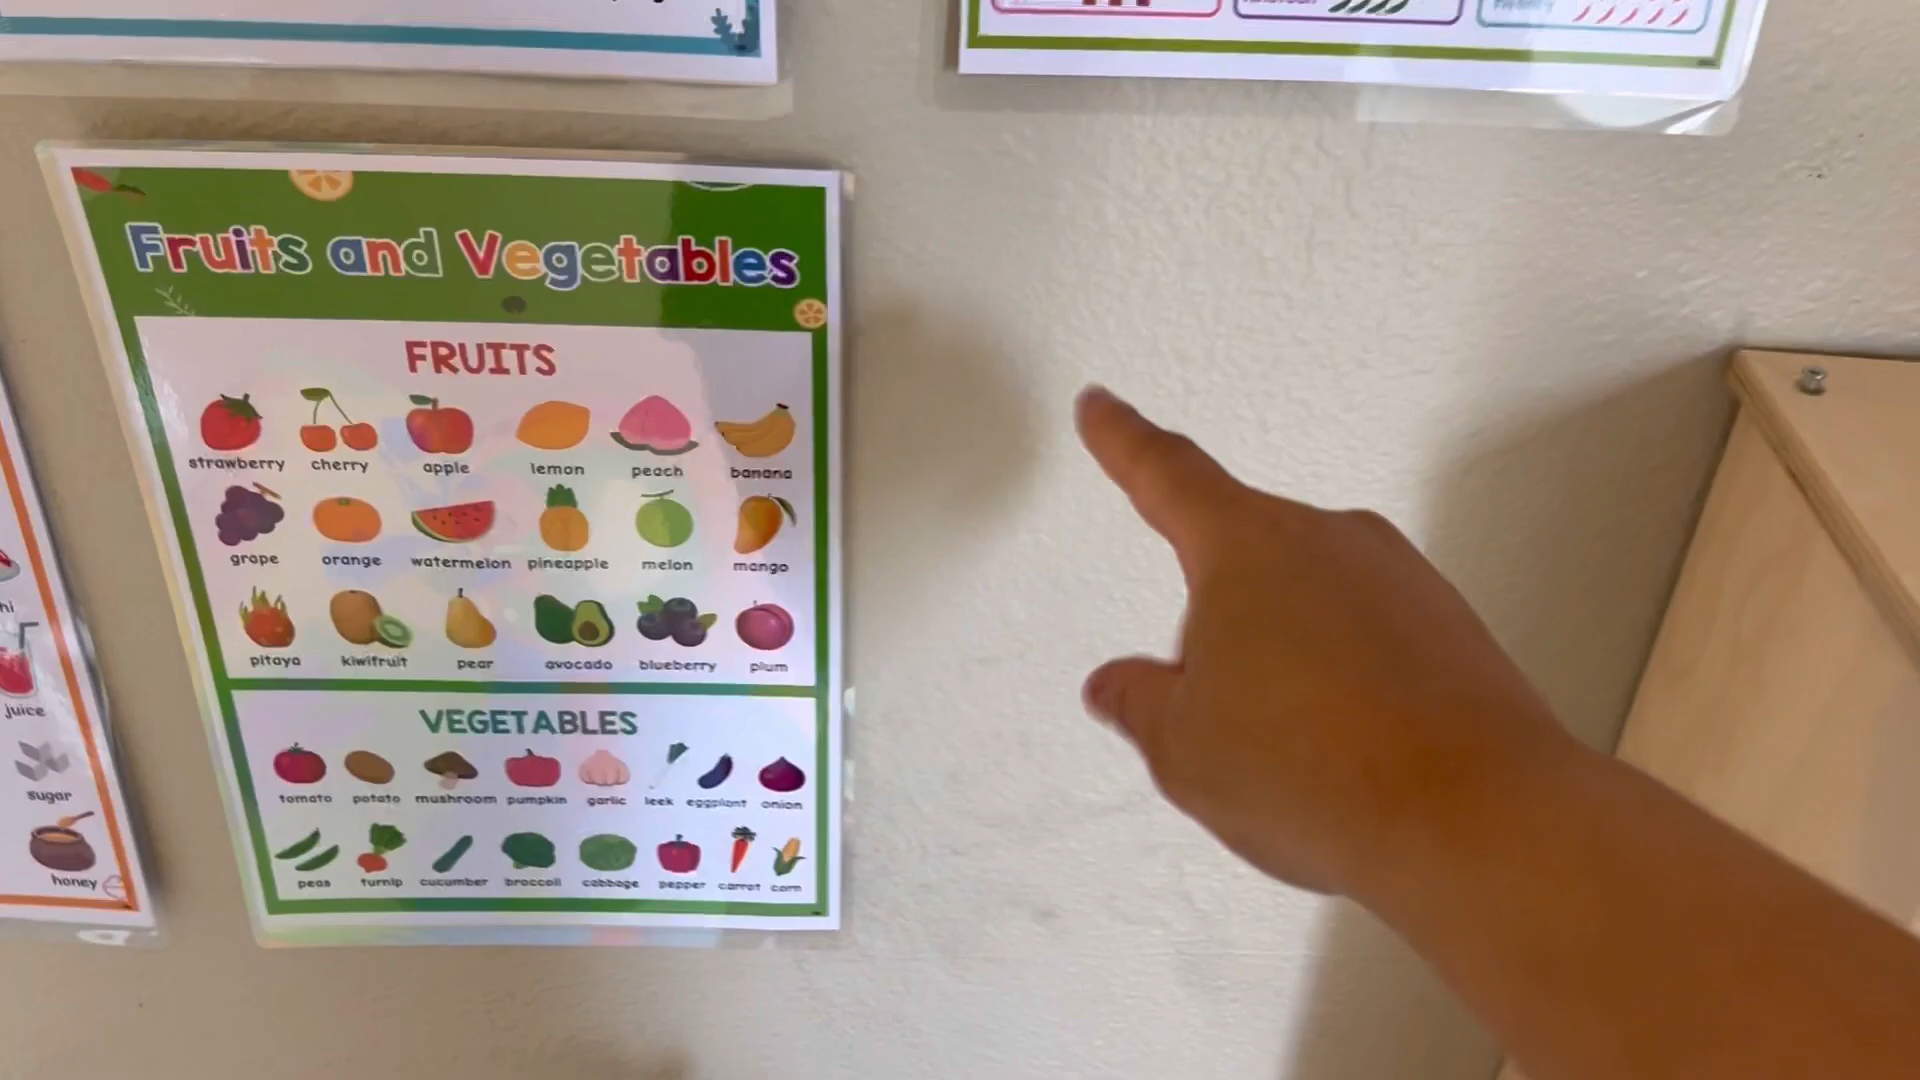 Fruits and Vegetables
FRUITS
strawberry cherry apple lemon peach banana
grape orange watermelon pineapple melon mango
pitaya kiwifruit pear avocado blueberry plum
VEGETABLES
tomato potato mushroom pumpkin garlic leek eggplant onion
peas turnip cucumber broccoli cabbage pepper carrot corn
hi
juice
sugar
honey